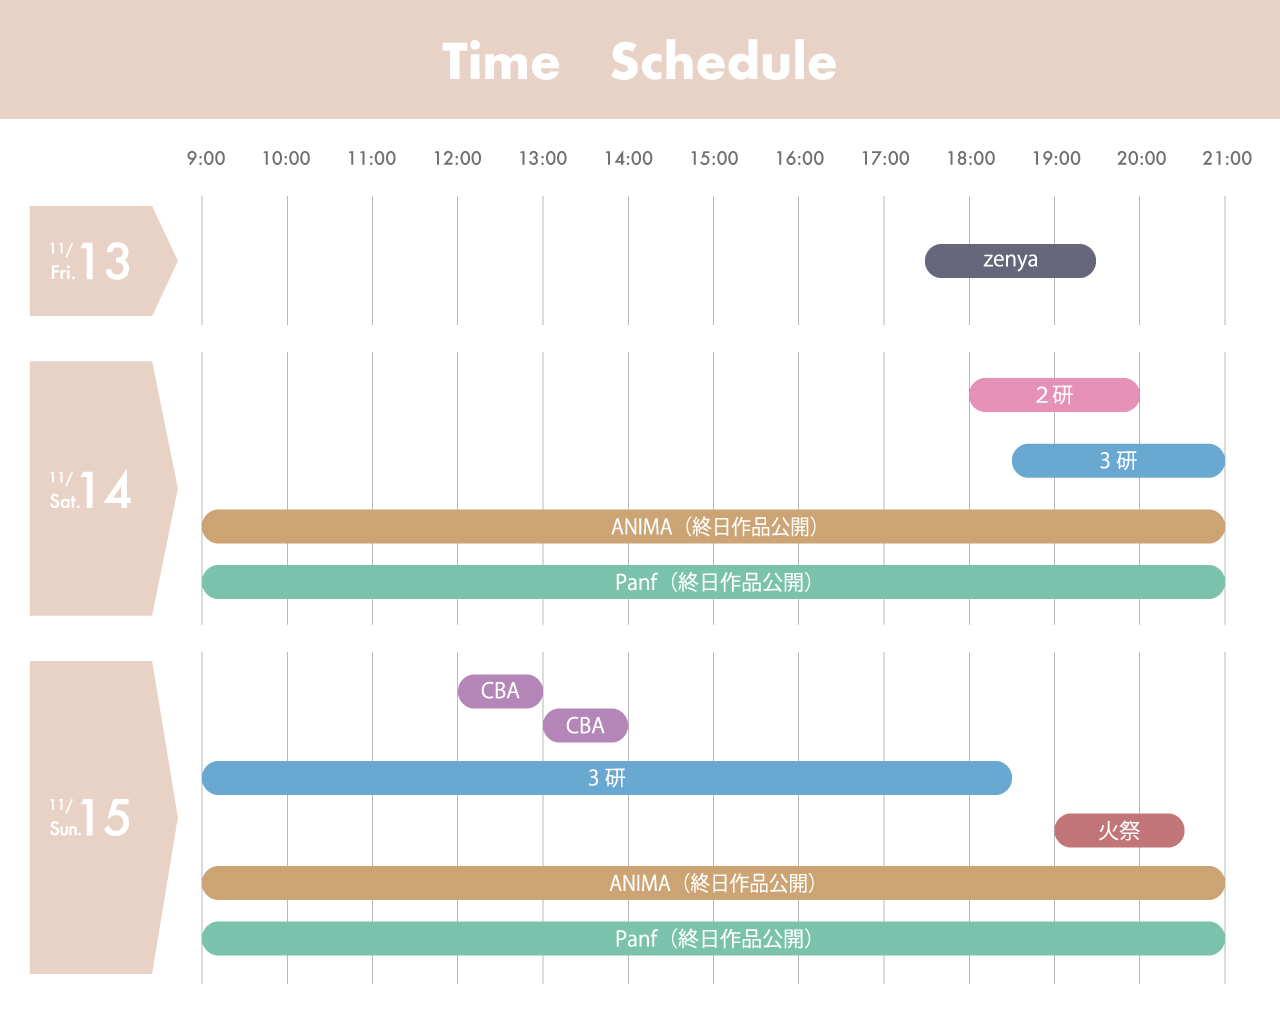 Time Schedule
9:00 10:00 11:00 12:00 13:00 14:00 15:00 16:00 17:00 18:00 19:00 20:00 21:00
11/13 Fri.
zenya
11/14 Sat.
2研
3研
ANIMA（終日作品公開）
Panf（終日作品公開）
11/15 Sun.
CBA
CBA
3研
火祭
ANIMA（終日作品公開）
Panf（終日作品公開）